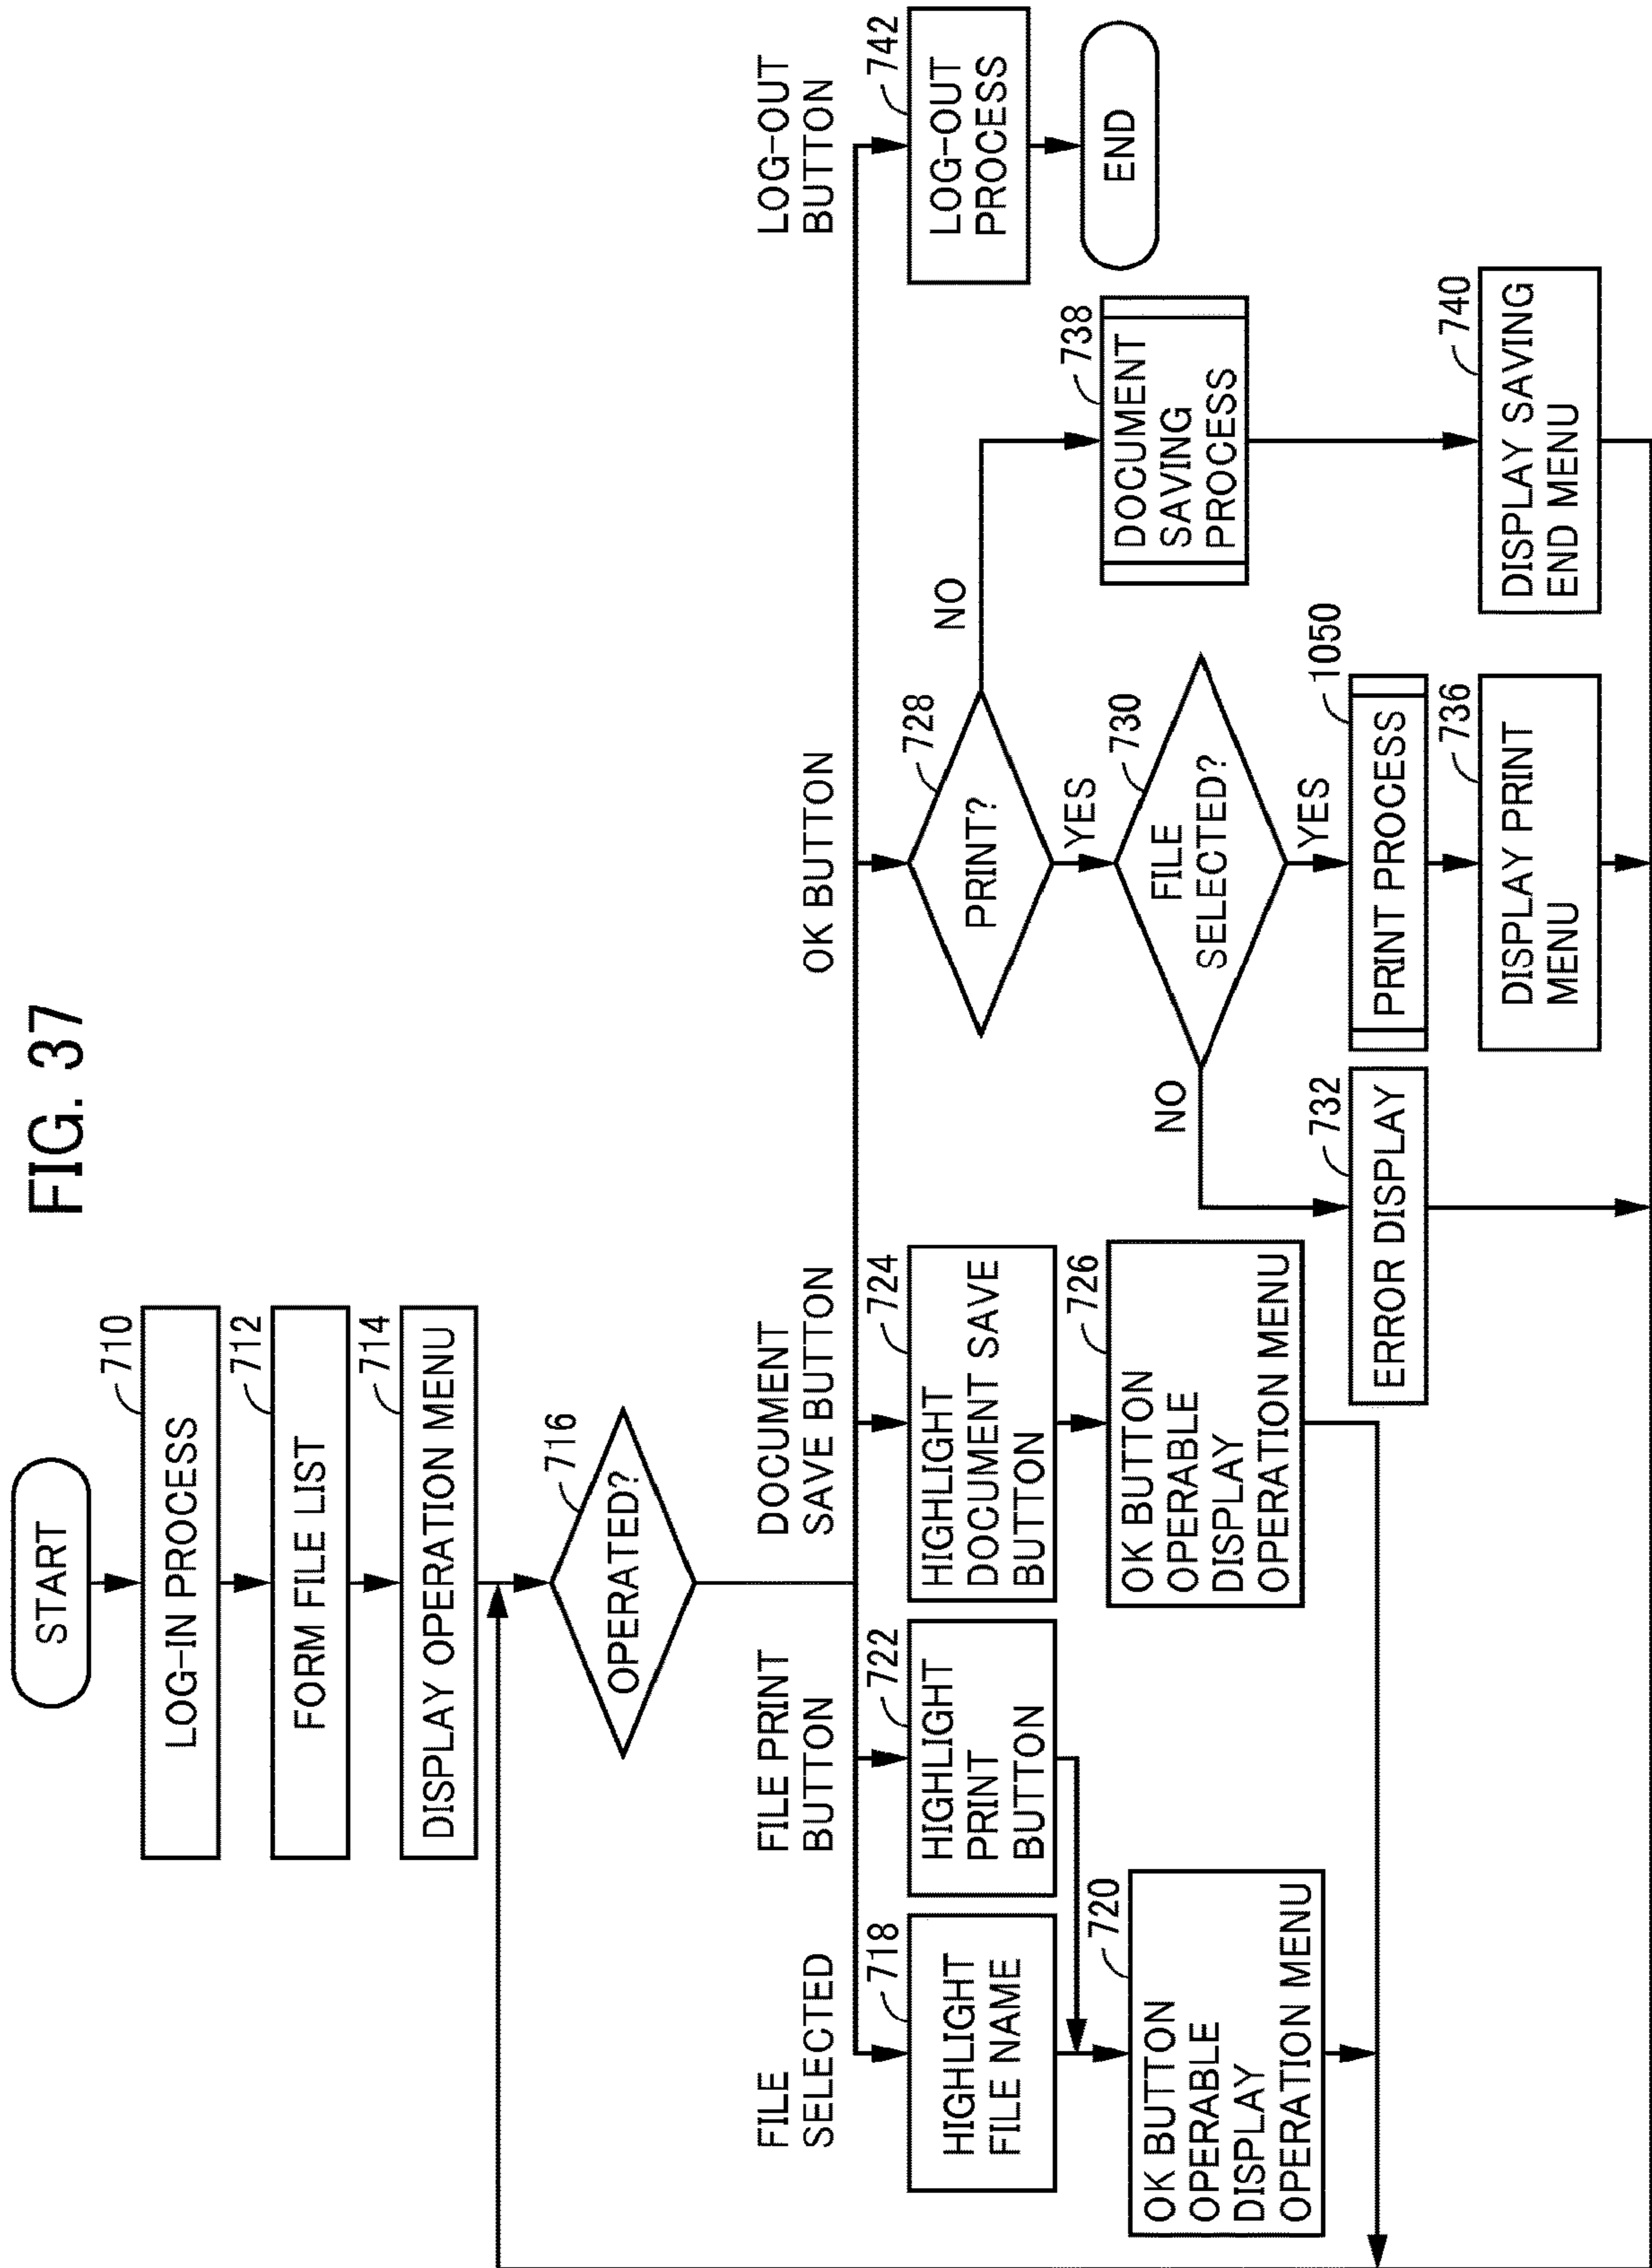 FIG. 37
START
710
LOG-IN PROCESS
712
FORM FILE LIST
714
DISPLAY OPERATION MENU
716
OPERATED?
FILE
SELECTED
718
HIGHLIGHT
FILE NAME
720
OK BUTTON
OPERABLE
DISPLAY
OPERATION MENU
FILE PRINT
BUTTON
722
HIGHLIGHT
PRINT
BUTTON
DOCUMENT
SAVE BUTTON
724
HIGHLIGHT
DOCUMENT SAVE
BUTTON
726
OK BUTTON
OPERABLE
DISPLAY
OPERATION MENU
OK BUTTON
728
PRINT?
YES
NO
730
FILE
SELECTED?
NO
YES
732
ERROR DISPLAY
1050
PRINT PROCESS
736
DISPLAY PRINT
MENU
738
DOCUMENT
SAVING
PROCESS
740
DISPLAY SAVING
END MENU
LOG-OUT
BUTTON
742
LOG-OUT
PROCESS
END